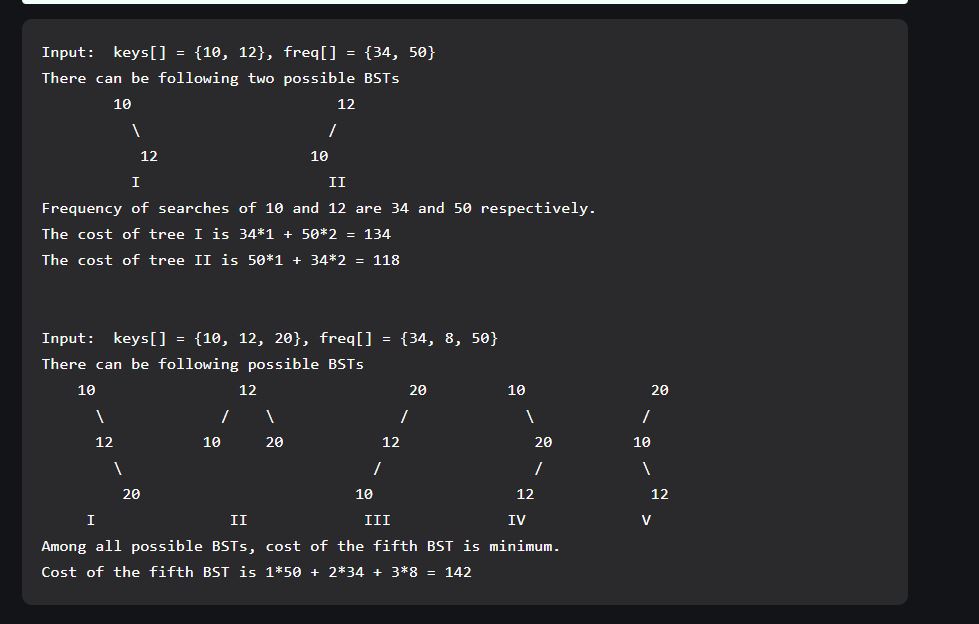 Input:  keys[] = {10, 12}, freq[] = {34, 50}
There can be following two possible BSTs
        10                       12
          \                     /
           12                 10
          I                     II
Frequency of searches of 10 and 12 are 34 and 50 respectively.
The cost of tree I is 34*1 + 50*2 = 134
The cost of tree II is 50*1 + 34*2 = 118
Input:  keys[] = {10, 12, 20}, freq[] = {34, 8, 50}
There can be following possible BSTs
    10                12                 20         10              20
      \             /    \              /             \            /
      12          10     20           12               20         10
        \                            /                /           \
         20                        10                12             12
     I               II             III             IV             V
Among all possible BSTs, cost of the fifth BST is minimum.
Cost of the fifth BST is 1*50 + 2*34 + 3*8 = 142